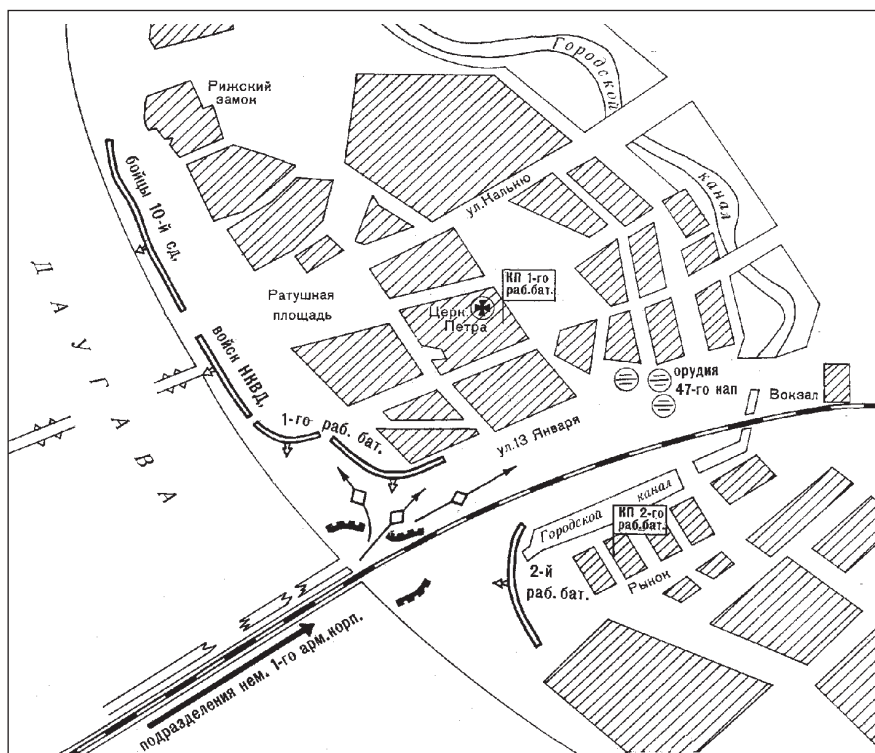 Городской
канал
Рижский
замок
ул.Калькю
бойцы 10-й сд,
ДАУГАВА
Ратушная
площадь
КП 1-го
раб.бат.
Церк.
Петра
войск НКВД,
1-го раб. бат.
орудия
47-го нап
Вокзал
ул.13 Января
Городской канал
КП 2-го
раб.бат.
2-й
раб. бат.
Рынок
подразделения нем. 1-го арм.корп.